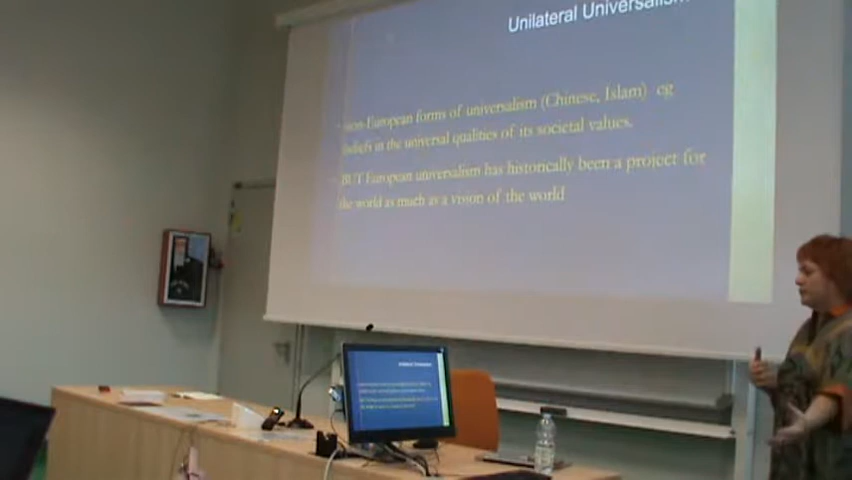 Unilateral Universalism
non-European forms of universalism (Chinese, Islam) eg
beliefs in the universal qualities of its societal values.
BUT European universalism has historically been a project for
the world as much as a vision of the world